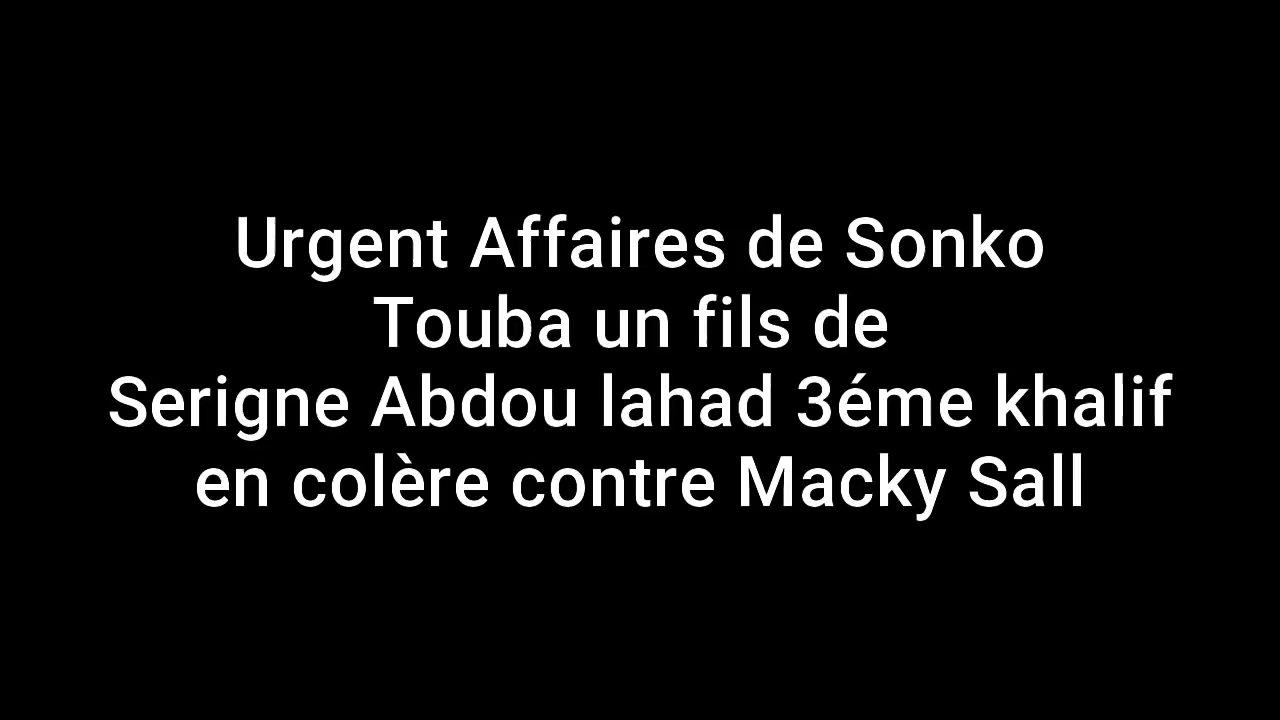 Urgent Affaires de Sonko
Touba un fils de
Serigne Abdou lahad 3éme khalif
en colère contre Macky Sall